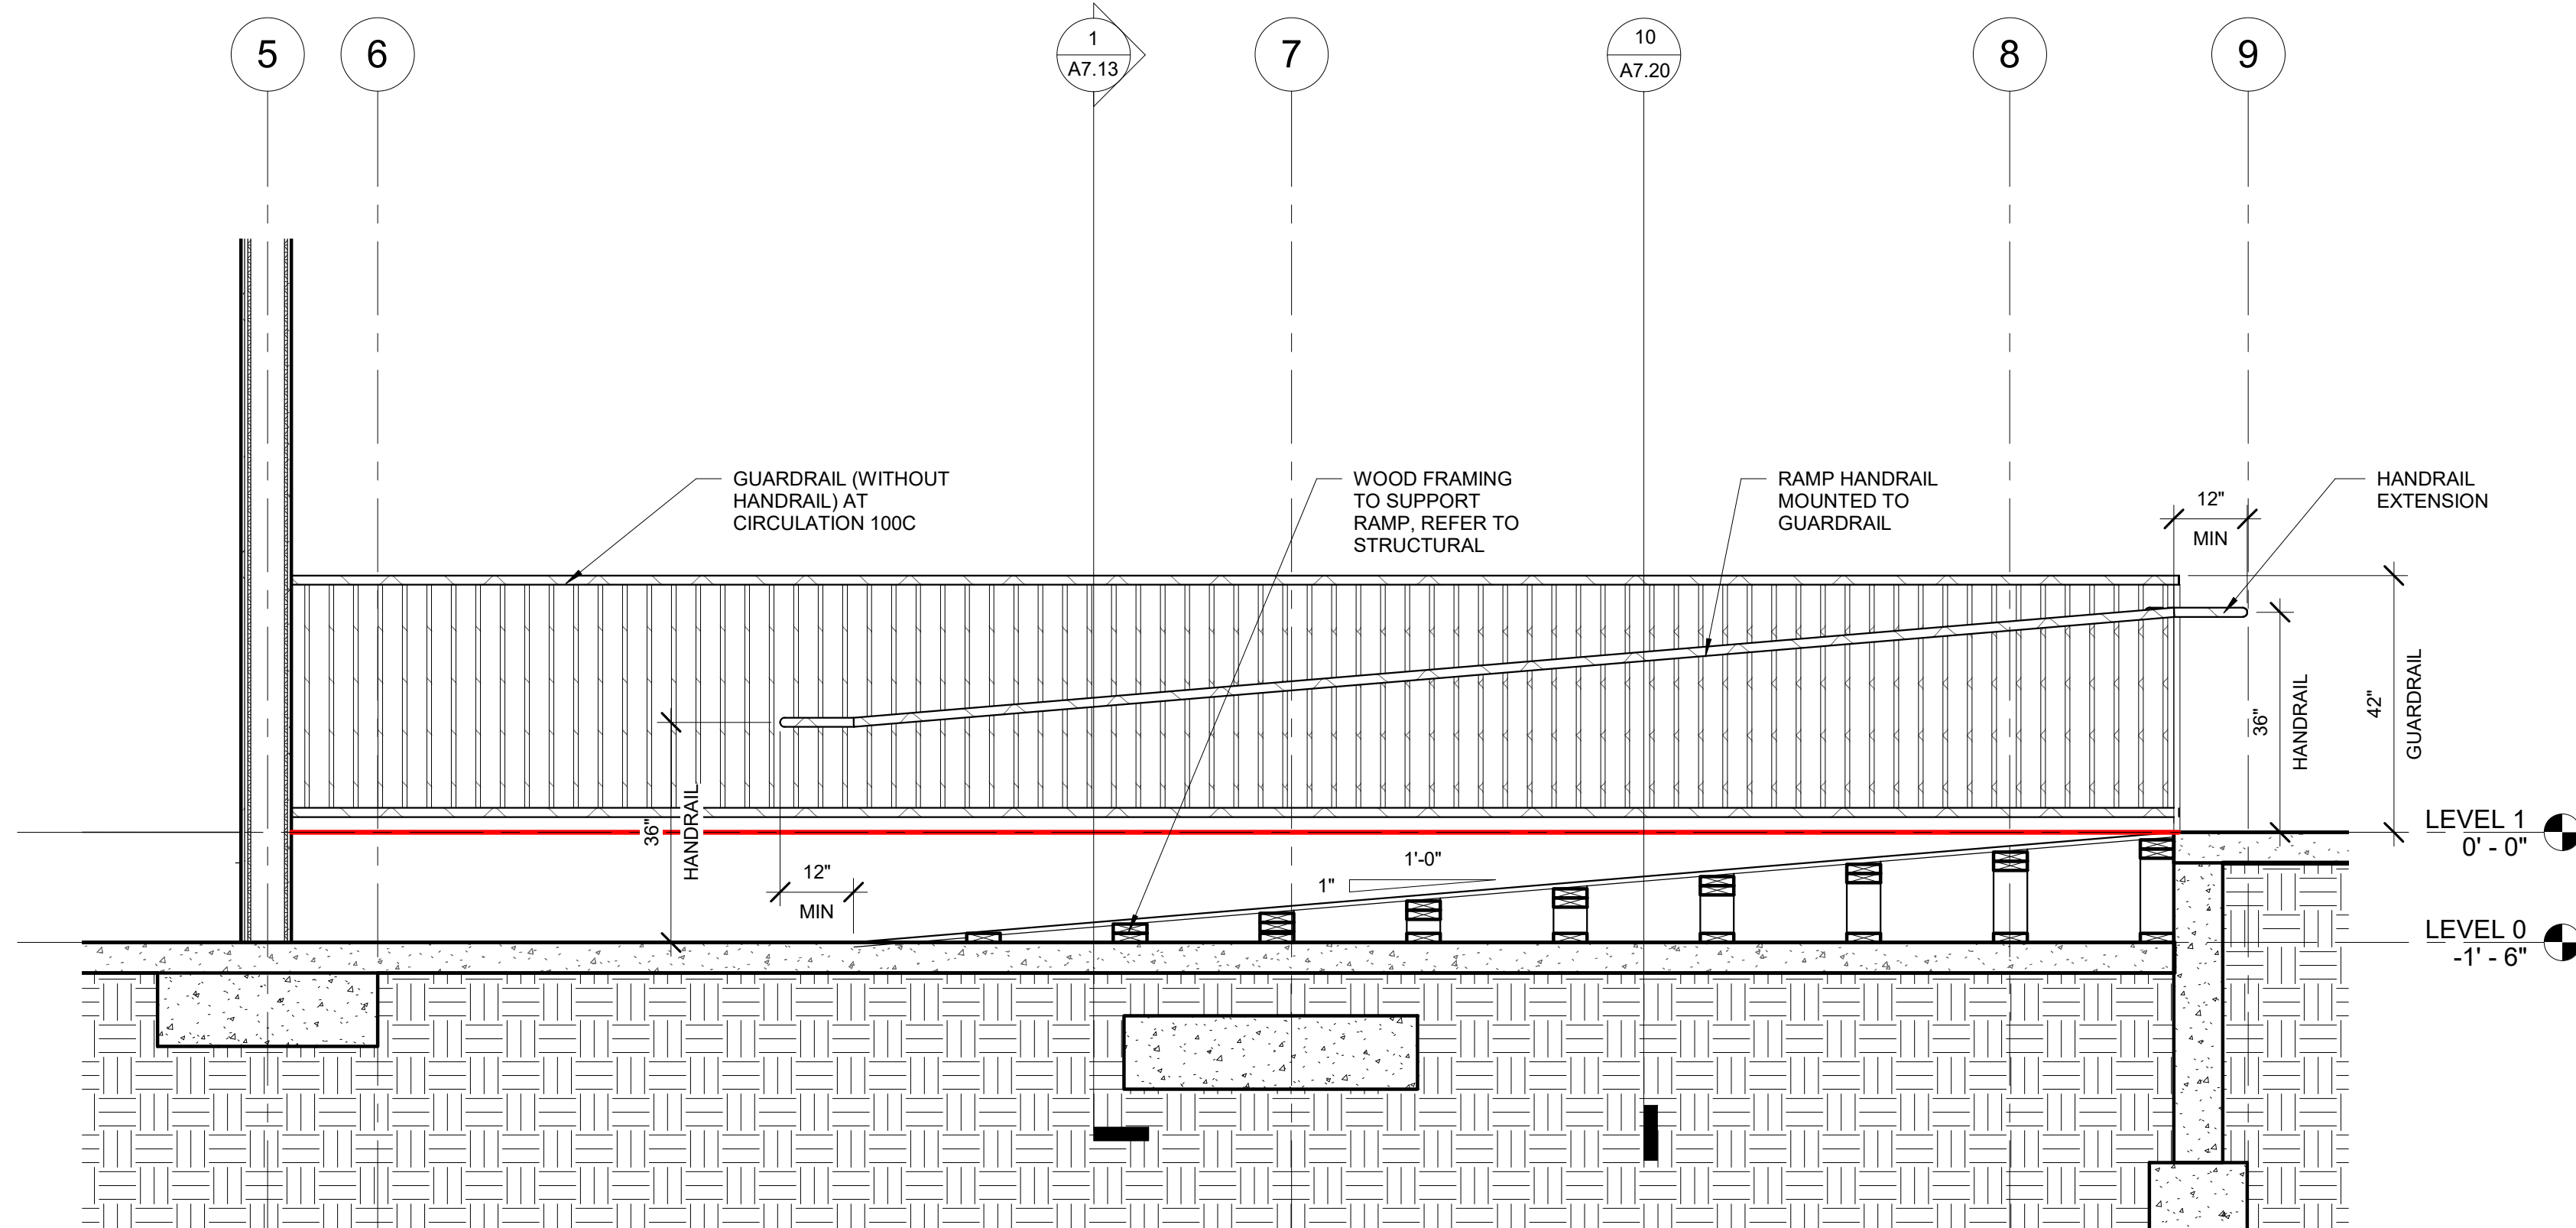 5
6
1
A7.13
7
10
A7.20
8
9
GUARDRAIL (WITHOUT
HANDRAIL) AT
CIRCULATION 100C
WOOD FRAMING
TO SUPPORT
RAMP, REFER TO
STRUCTURAL
RAMP HANDRAIL
MOUNTED TO
GUARDRAIL
HANDRAIL
EXTENSION
12"
MIN
36"
HANDRAIL
42"
GUARDRAIL
36"
HANDRAIL
12"
MIN
1'-0"
1"
LEVEL 1
0' - 0"
LEVEL 0
-1' - 6"